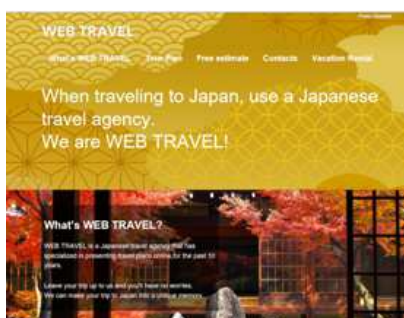 WEB TRAVEL
What's WEB TRAVEL Tour Plan Free estimate Contacts Vacation Rental
When traveling to Japan, use a Japanese
travel agency.
We are WEB TRAVEL!
What's WEB TRAVEL?
WEB TRAVEL is a Japanese travel agency that has
specialized in presenting travel plans online for the past
years.
Leave your trip up to us and you'll have no worries.
We can make your trip to Japan into a unique memory.